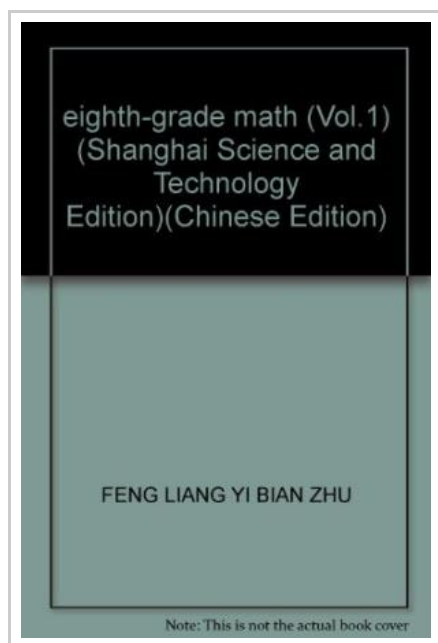 eighth-grade math (Vol.1)
(Shanghai Science and
Technology
Edition)(Chinese Edition)
FENG LIANG YI BIAN ZHU
Note: This is not the actual book cover